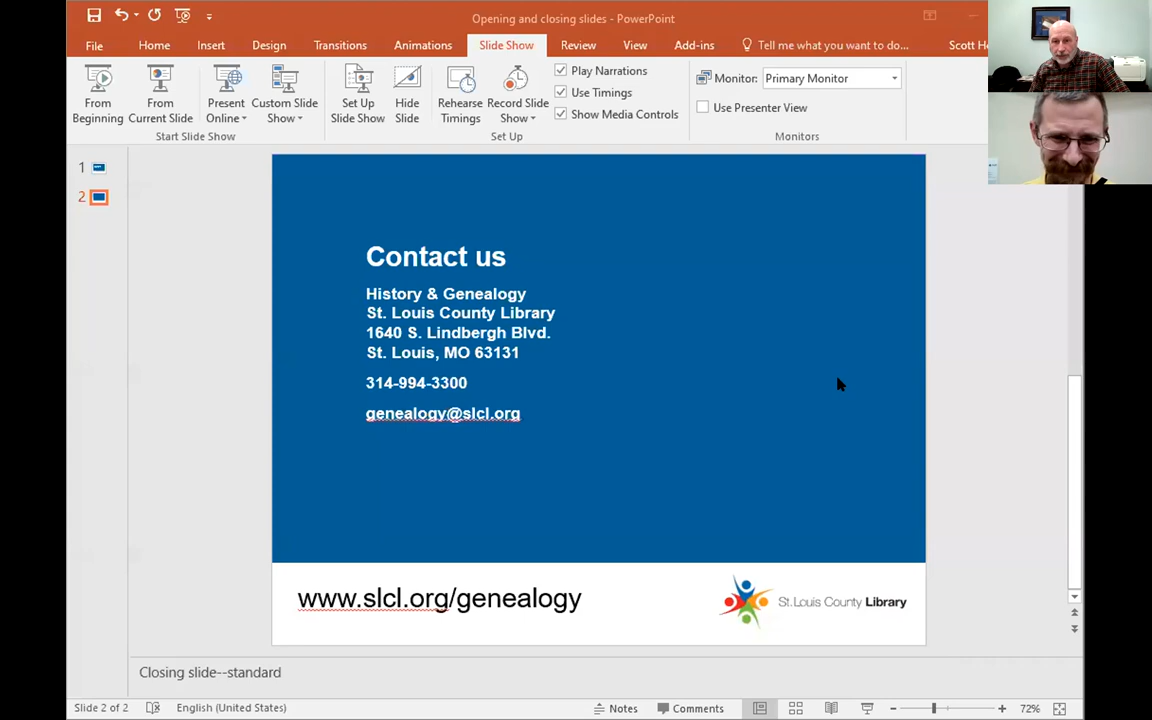 Opening and closing slides - PowerPoint
File Home Insert Design Transitions Animations Slide Show Review View Add-ins Tell me what you want to do... Scott
From Beginning
From Current Slide
Present Online
Custom Slide Show
Start Slide Show
Set Up Slide Show
Hide Slide
Rehearse Timings
Record Slide Show
Play Narrations
Use Timings
Show Media Controls
Set Up
Monitor: Primary Monitor
Use Presenter View
Monitors
1
2
Contact us
History & Genealogy
St. Louis County Library
1640 S. Lindbergh Blvd.
St. Louis, MO 63131
314-994-3300
genealogy@slcl.org
www.slcl.org/genealogy
St. Louis County Library
Closing slide--standard
Slide 2 of 2 English (United States) Notes Comments 72%